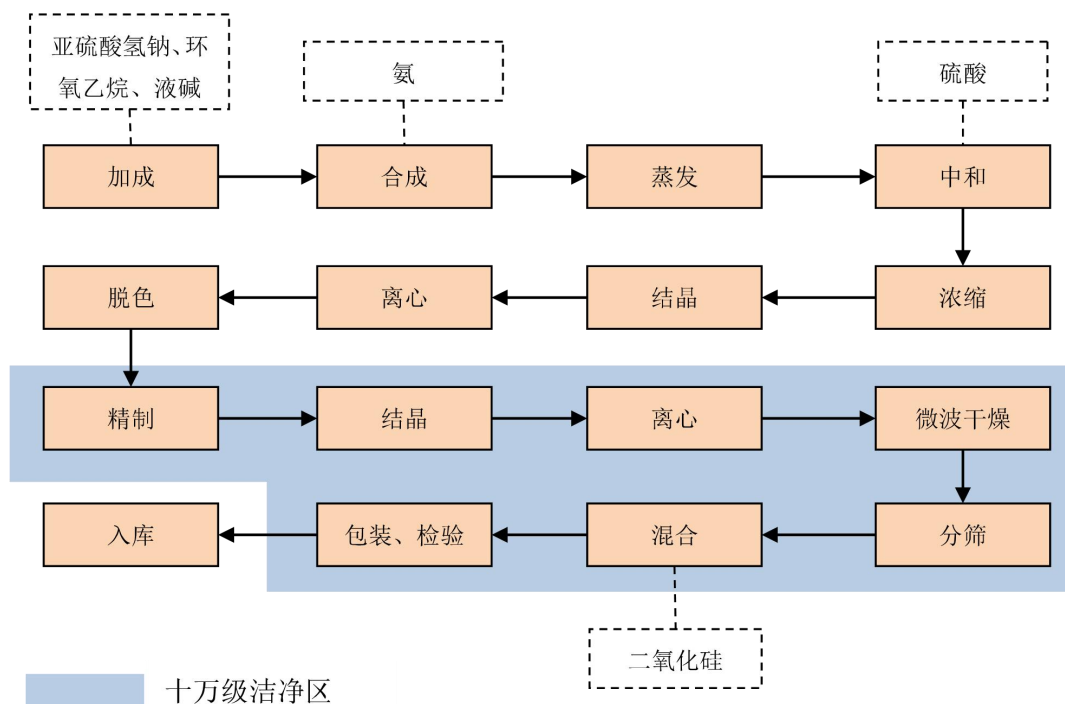 亚硫酸氢钠、环
氧乙烷、液碱
氨
硫酸
加成
合成
蒸发
中和
脱色
离心
结晶
浓缩
精制
结晶
离心
微波干燥
入库
包装、检验
混合
分筛
二氧化硅
十万级洁净区